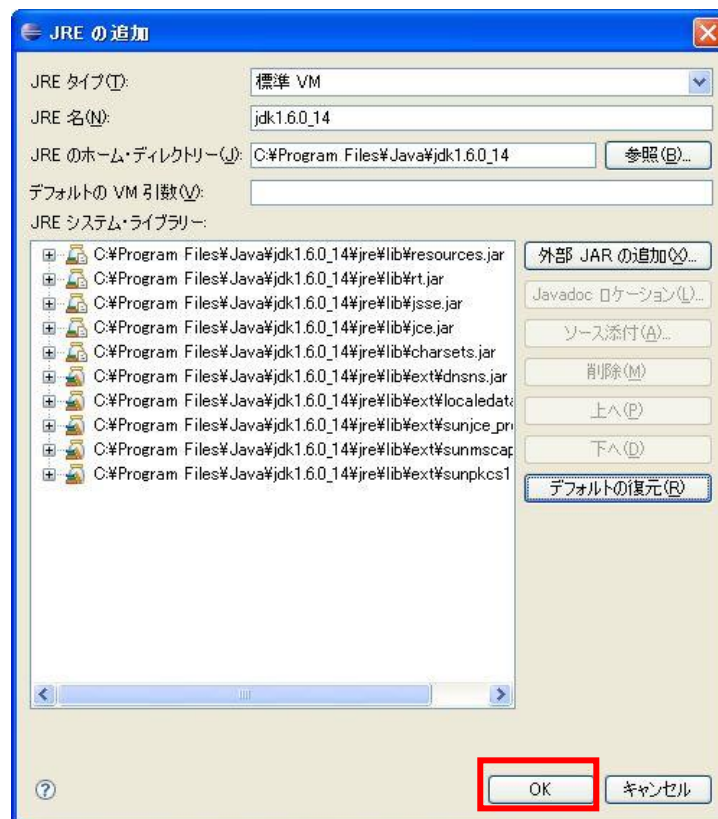 JRE の追加
JRE タイプ(T): 標準 VM
JRE 名(N): jdk1.6.0_14
JRE のホーム・ディレクトリー(J): C:¥Program Files¥Java¥jdk1.6.0_14 参照(B)...
デフォルトの VM 引数(V):
JRE システム・ライブラリー:
C:¥Program Files¥Java¥jdk1.6.0_14¥jre¥lib¥resources.jar 外部 JAR の追加(X)...
C:¥Program Files¥Java¥jdk1.6.0_14¥jre¥lib¥rt.jar
C:¥Program Files¥Java¥jdk1.6.0_14¥jre¥lib¥jsse.jar Javadoc ロケーション(L)...
C:¥Program Files¥Java¥jdk1.6.0_14¥jre¥lib¥jce.jar ソース添付(A)...
C:¥Program Files¥Java¥jdk1.6.0_14¥jre¥lib¥charsets.jar
C:¥Program Files¥Java¥jdk1.6.0_14¥jre¥lib¥ext¥dnsns.jar 削除(M)
C:¥Program Files¥Java¥jdk1.6.0_14¥jre¥lib¥ext¥localedata
C:¥Program Files¥Java¥jdk1.6.0_14¥jre¥lib¥ext¥sunjce_pr 上へ(P)
C:¥Program Files¥Java¥jdk1.6.0_14¥jre¥lib¥ext¥sunmscap 下へ(D)
C:¥Program Files¥Java¥jdk1.6.0_14¥jre¥lib¥ext¥sunpkcs1 デフォルトの復元(R)
OK キャンセル